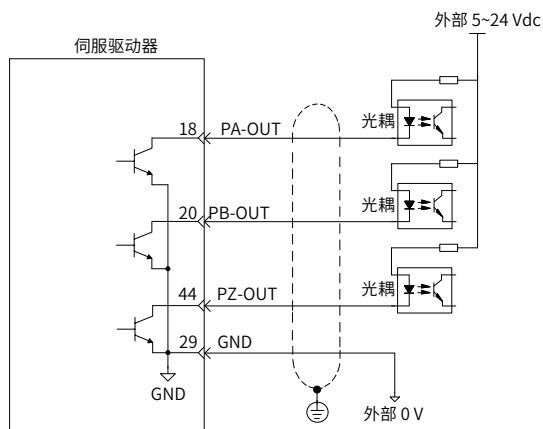 外部 5~24 Vdc
伺服驱动器
18 PA-OUT
光耦
20 PB-OUT
光耦
44 PZ-OUT
光耦
29 GND
GND
外部 0 V